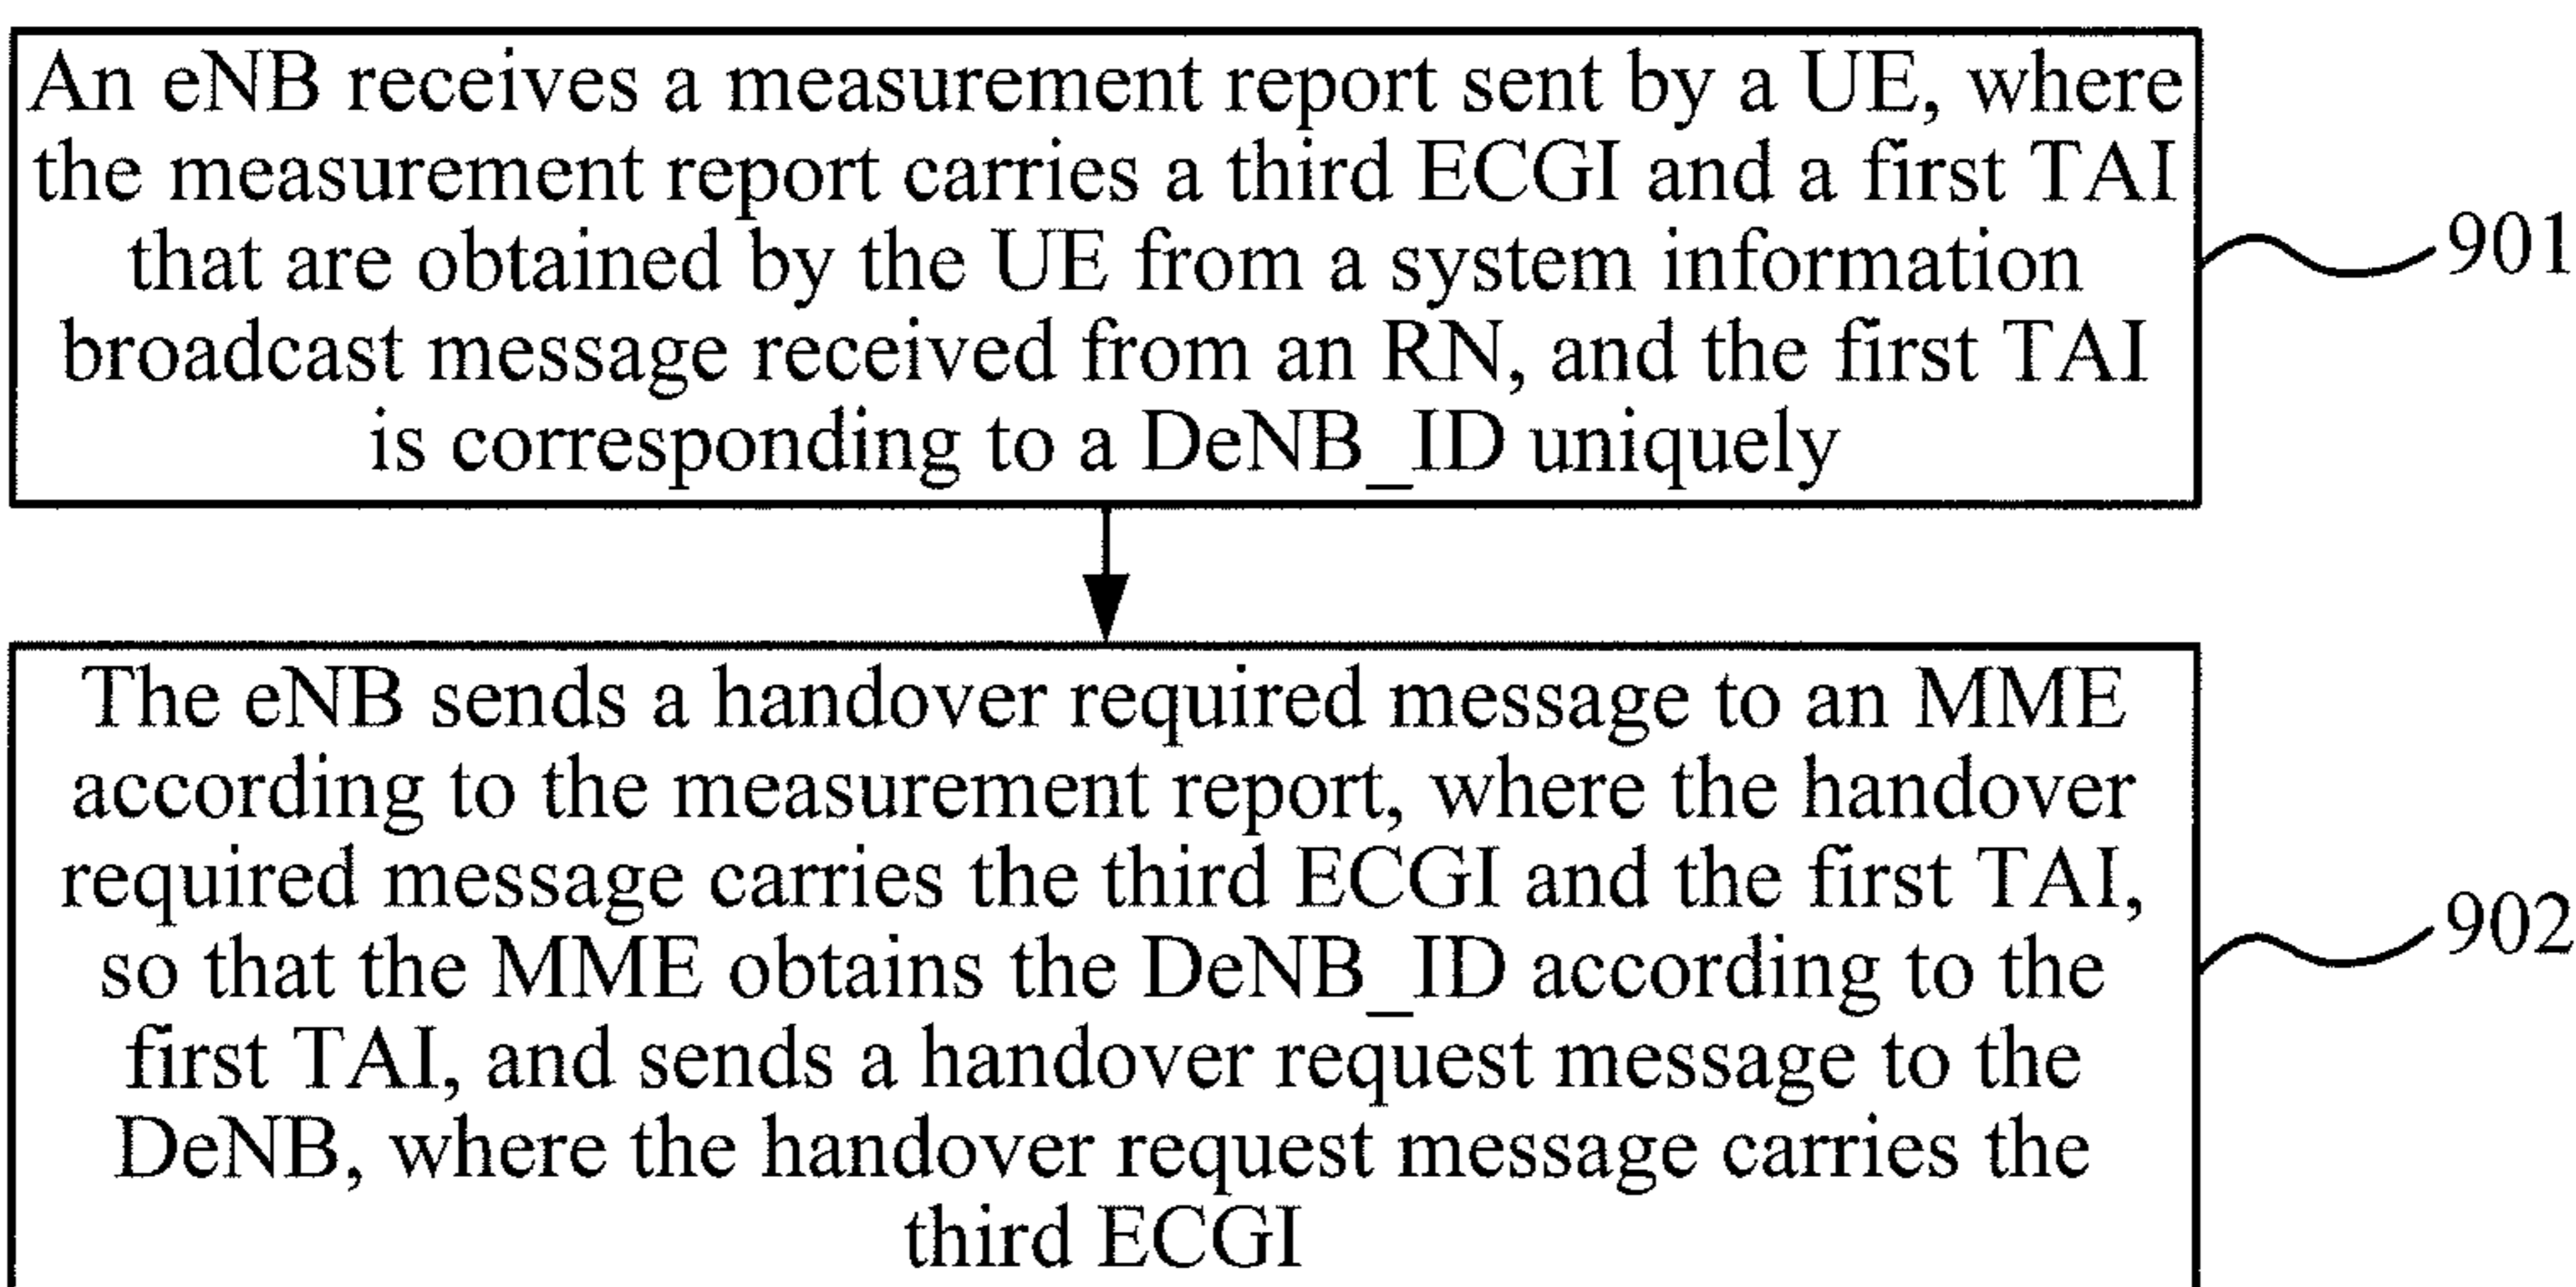 An eNB receives a measurement report sent by a UE, where
the measurement report carries a third ECGI and a first TAI
that are obtained by the UE from a system information
broadcast message received from an RN, and the first TAI
is corresponding to a DeNB_ID uniquely
901
The eNB sends a handover required message to an MME
according to the measurement report, where the handover
required message carries the third ECGI and the first TAI,
so that the MME obtains the DeNB_ID according to the
first TAI, and sends a handover request message to the
DeNB, where the handover request message carries the
third ECGI
902